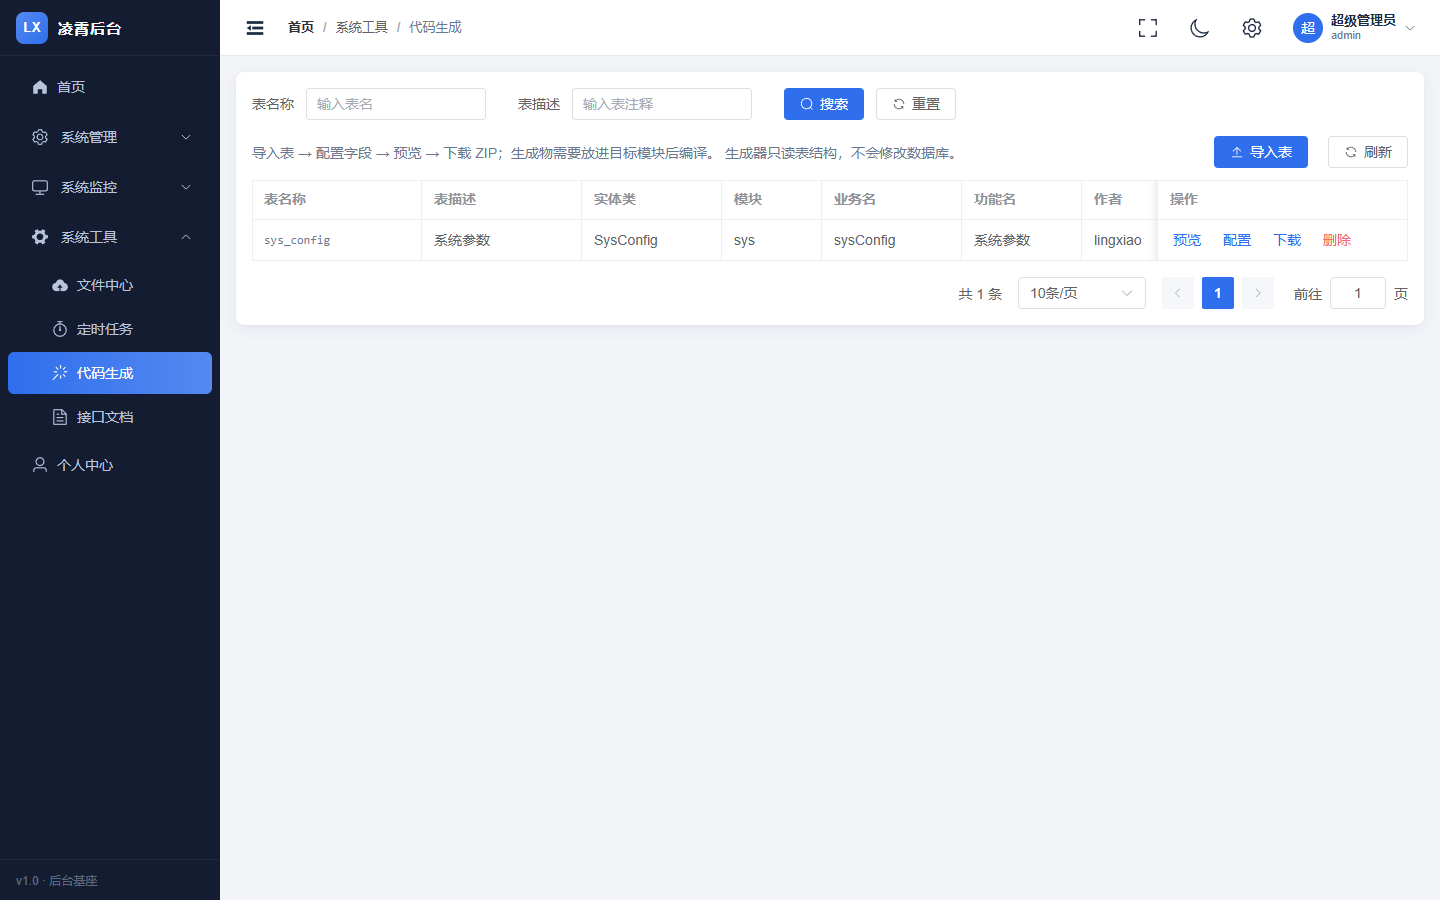 LX 凌霄后台
首页
系统管理
系统监控
系统工具
文件中心
定时任务
代码生成
接口文档
个人中心
v1.0 · 后台基座
首页 / 系统工具 / 代码生成
超 超级管理员
admin
表名称 输入表名 表描述 输入表注释 搜索 重置
导入表 → 配置字段 → 预览 → 下载 ZIP；生成物需要放进目标模块后编译。 生成器只读表结构，不会修改数据库。 导入表 刷新
表名称 表描述 实体类 模块 业务名 功能名 作者 操作
sys_config 系统参数 SysConfig sys sysConfig 系统参数 lingxiao 预览 配置 下载 删除
共 1 条 10条/页 1 前往 1 页